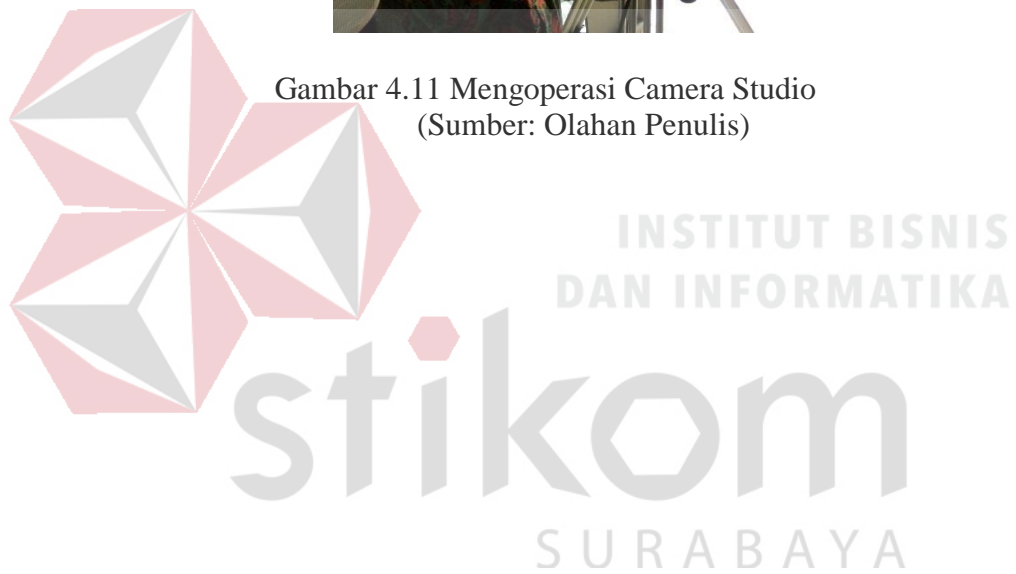 Gambar 4.11 Mengoperasi Camera Studio
(Sumber: Olahan Penulis)
INSTITUT BISNIS
DAN INFORMATIKA
stikom
SURABAYA